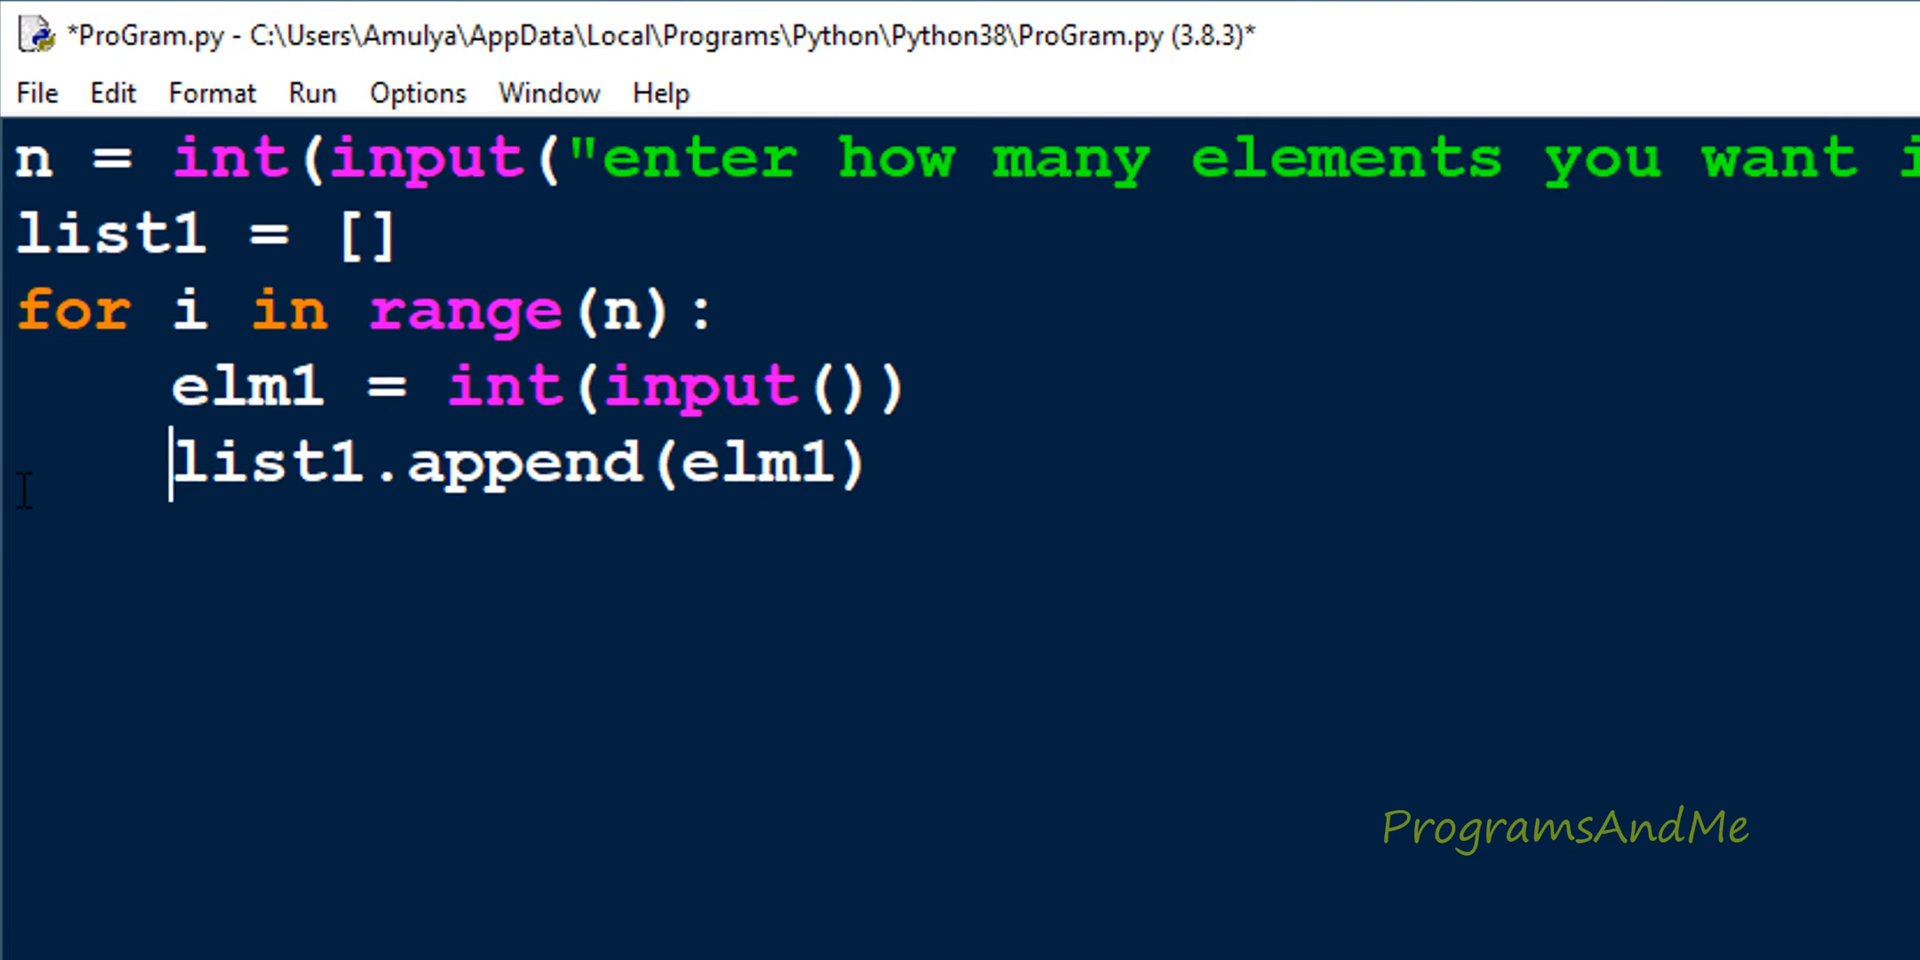 *ProGram.py - C:\Users\Amulya\AppData\Local\Programs\Python\Python38\ProGram.py (3.8.3)*
File Edit Format Run Options Window Help
n = int(input("enter how many elements you want i
list1 = []
for i in range(n):
    elm1 = int(input())
    list1.append(elm1)
ProgramsAndMe